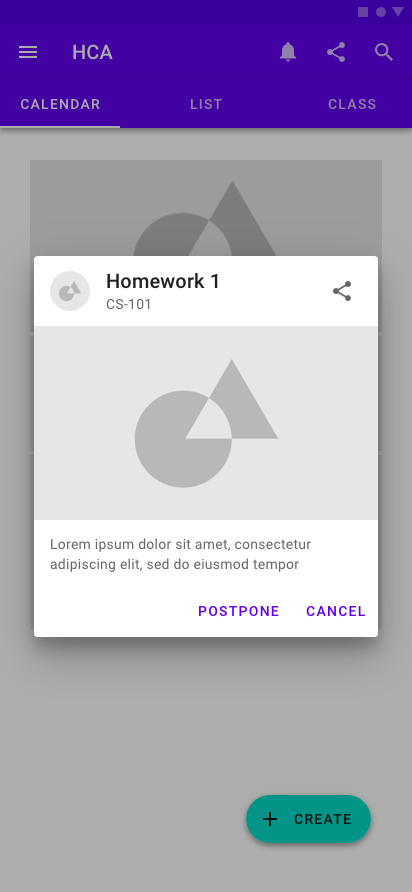 HCA
CALENDAR LIST CLASS
Homework 1
CS-101
Lorem ipsum dolor sit amet, consectetur
adipiscing elit, sed do eiusmod tempor
POSTPONE CANCEL
CREATE